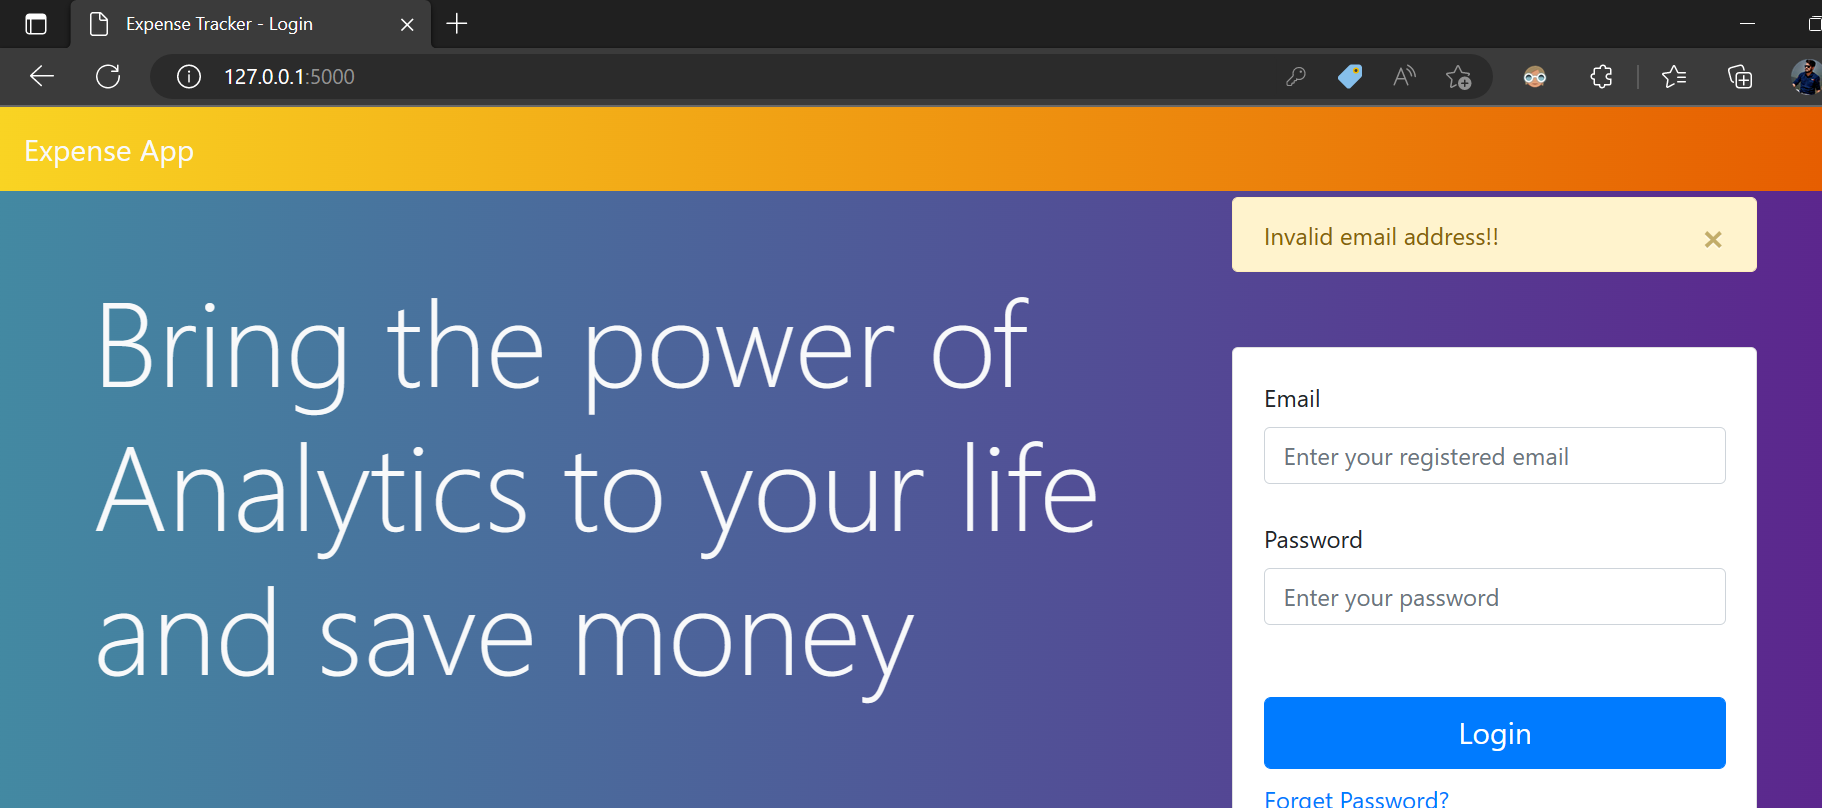 Expense Tracker - Login
127.0.0.1:5000
Expense App
Invalid email address!!
Bring the power of
Analytics to your life
and save money
Email
Enter your registered email
Password
Enter your password
Login
Forget Password?